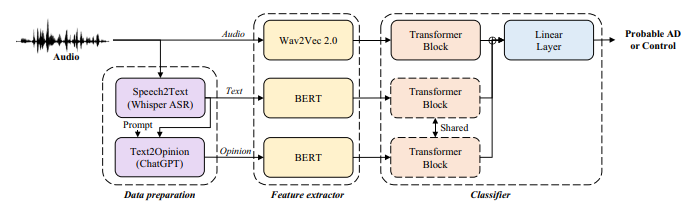 Audio
Audio
Wav2Vec 2.0
Transformer
Block
Linear
Layer
Probable AD
or Control
Speech2Text
(Whisper ASR)
Text
BERT
Transformer
Block
Prompt
Shared
Text2Opinion
(ChatGPT)
Opinion
BERT
Transformer
Block
Data preparation
Feature extractor
Classifier